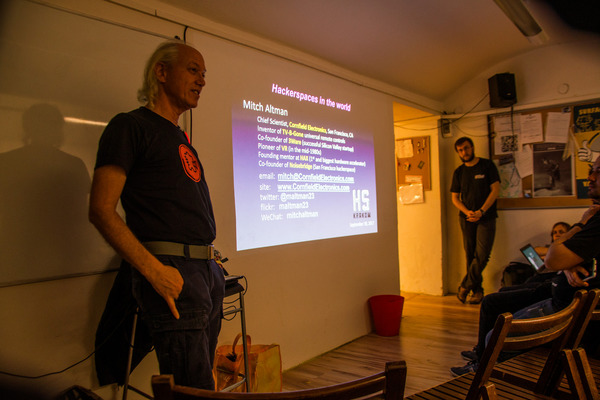 Hackerspaces in the world
Mitch Altman
Chief Scientist, Cornfield Electronics, San Francisco, CA
Inventor of TV-B-Gone universal remote controls
Co-founder of 3Ware (successful Silicon Valley startup)
Pioneer of VR (in the mid-1980s)
Founding mentor at HAX (1st and biggest hardware accelerator)
Co-founder of Noisebridge (San Francisco hackerspace)
email: mitch@CornfieldElectronics.com
site: www.CornfieldElectronics.com
twitter: @maltman23
flickr: maltman23
WeChat: mitchaltman
HS